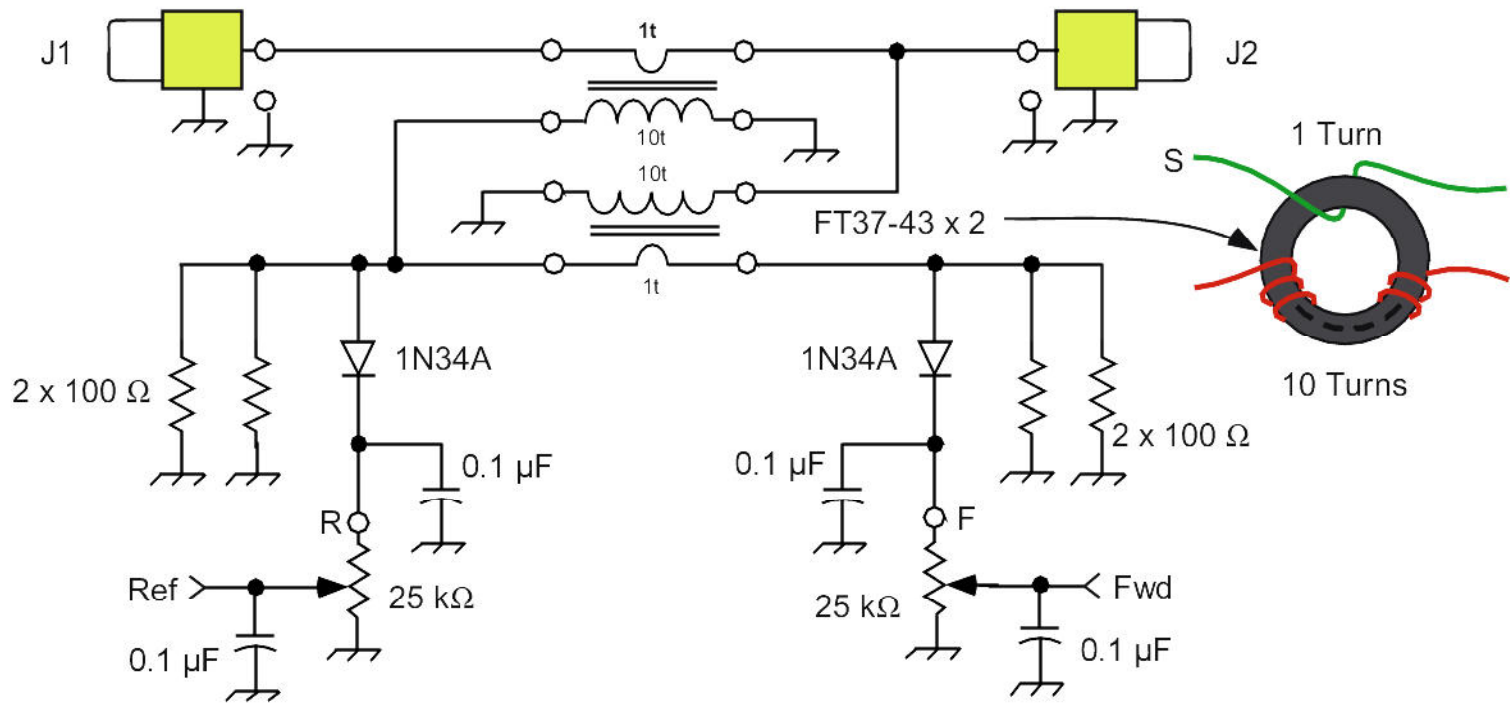 J1
1t
J2
10t
10t
1 Turn
S
FT37-43 x 2
1t
1N34A
1N34A
10 Turns
2 x 100 Ω
2 x 100 Ω
0.1 µF
0.1 µF
R
F
Ref
25 kΩ
25 kΩ
Fwd
0.1 µF
0.1 µF